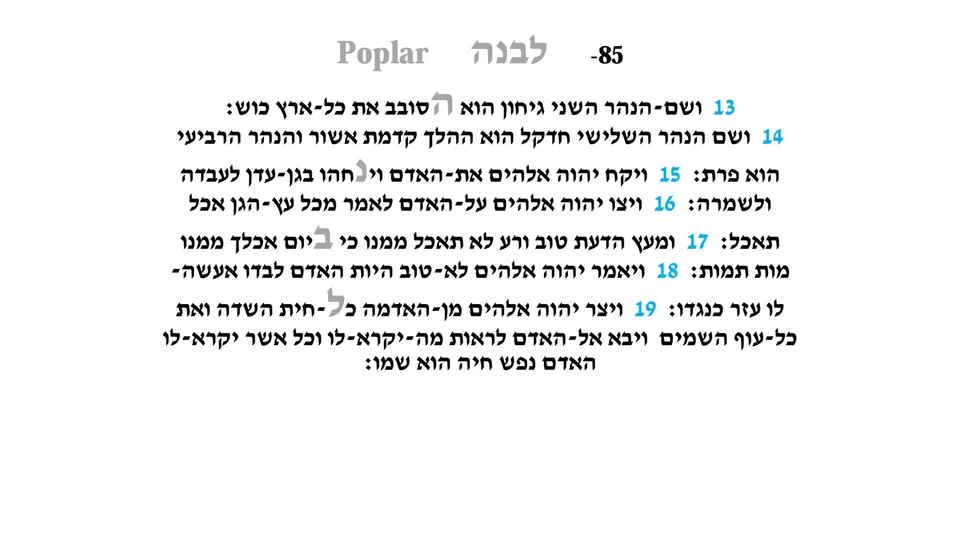 85- לבנה Poplar
13 ושם-הנהר השני גיחון הוא הסובב את כל-ארץ כוש:
14 ושם הנהר השלישי חדקל הוא ההלך קדמת אשור והנהר הרביעי
הוא פרת: 15 ויקח יהוה אלהים את-האדם וינחהו בגן-עדן לעבדה
ולשמרה: 16 ויצו יהוה אלהים על-האדם לאמר מכל עץ-הגן אכל
תאכל: 17 ומעץ הדעת טוב ורע לא תאכל ממנו כי ביום אכלך ממנו
מות תמות: 18 ויאמר יהוה אלהים לא-טוב היות האדם לבדו אעשה-
לו עזר כנגדו: 19 ויצר יהוה אלהים מן-האדמה כל-חית השדה ואת
כל-עוף השמים ויבא אל-האדם לראות מה-יקרא-לו וכל אשר יקרא-לו
האדם נפש חיה הוא שמו: